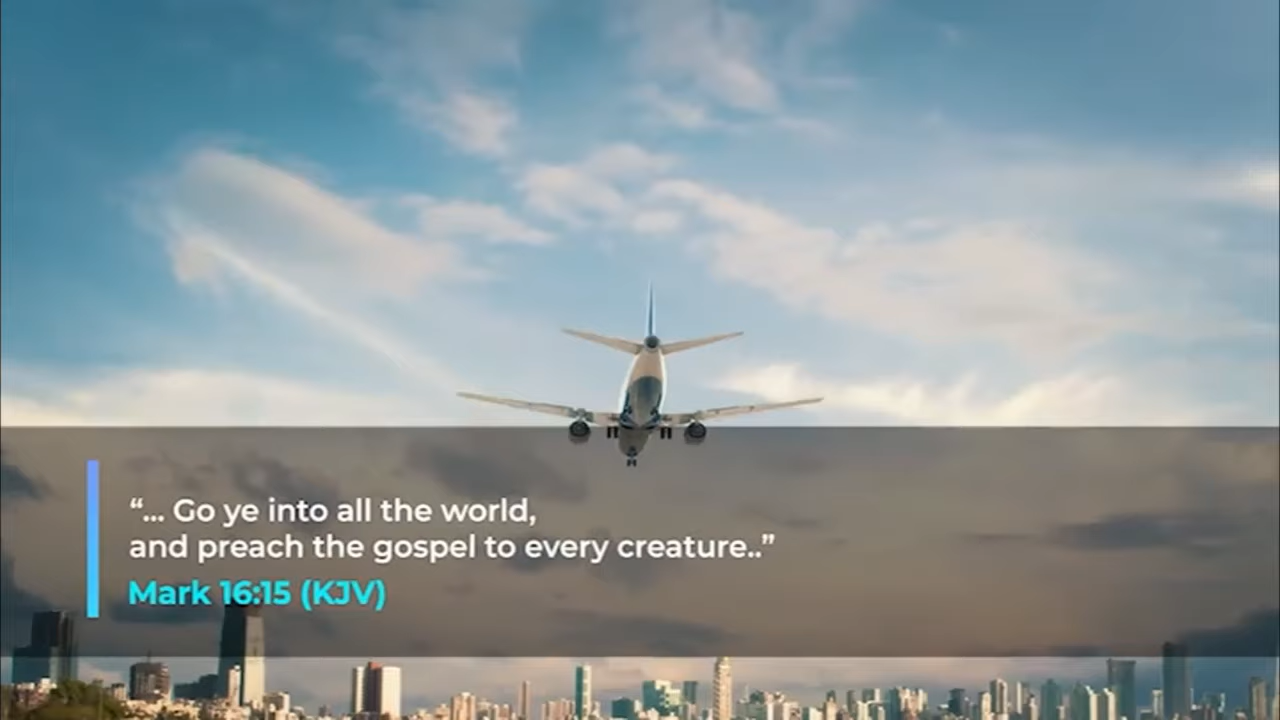 “... Go ye into all the world,
and preach the gospel to every creature..”
Mark 16:15 (KJV)